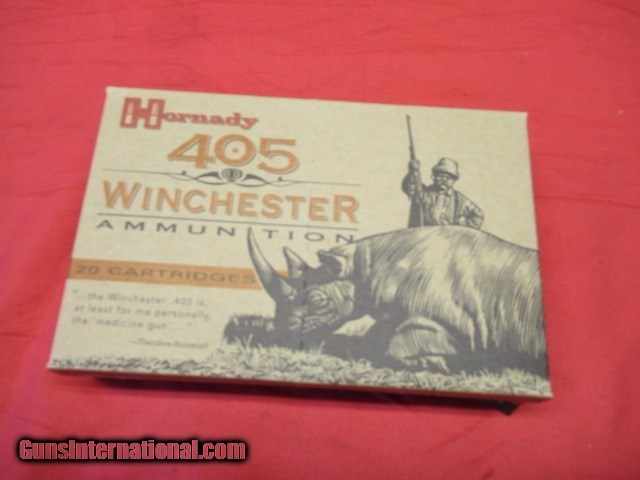 Hornady
405
WINCHESTER
AMMUNITION
20 CARTRIDGES
"...the Winchester .405 is,
at least for me personally,
the 'medicine gun'...."
—Theodore Roosevelt
GunsInternational.com